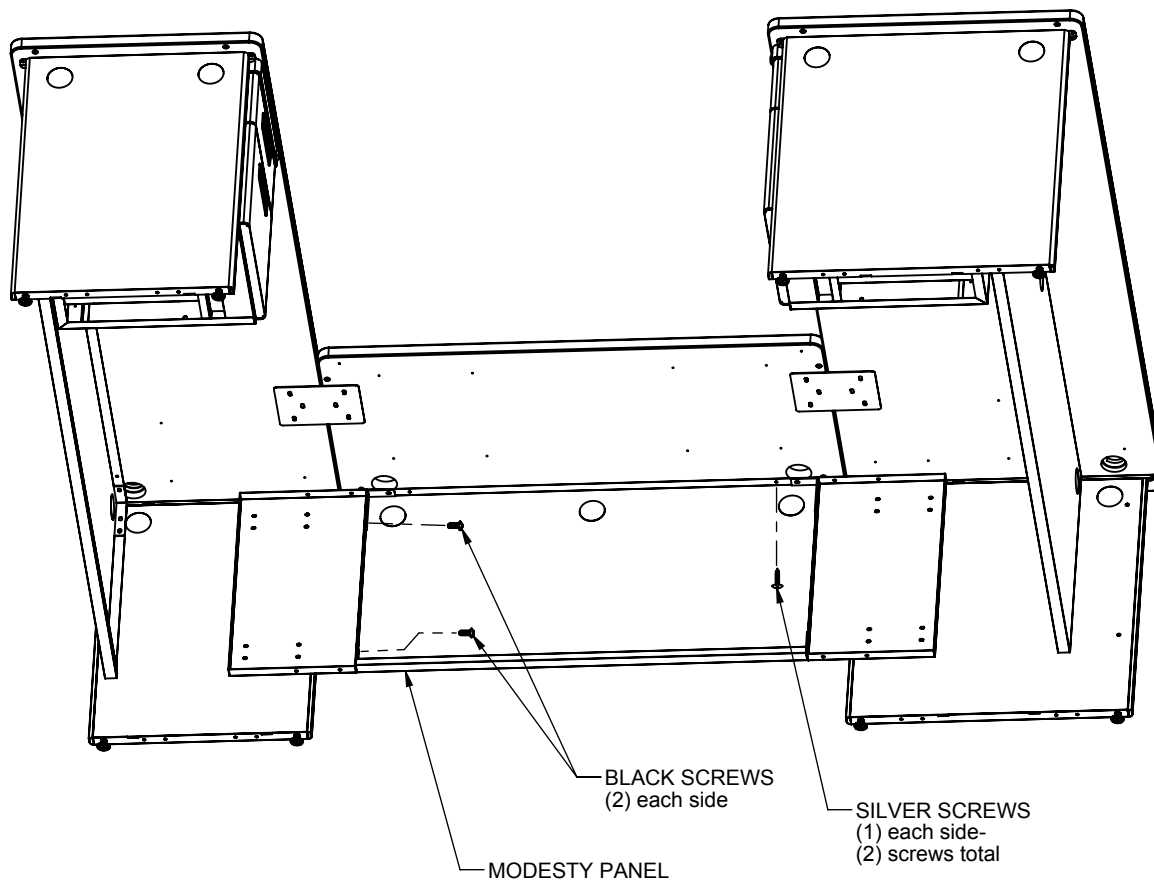 BLACK SCREWS
(2) each side
SILVER SCREWS
(1) each side-
(2) screws total
MODESTY PANEL